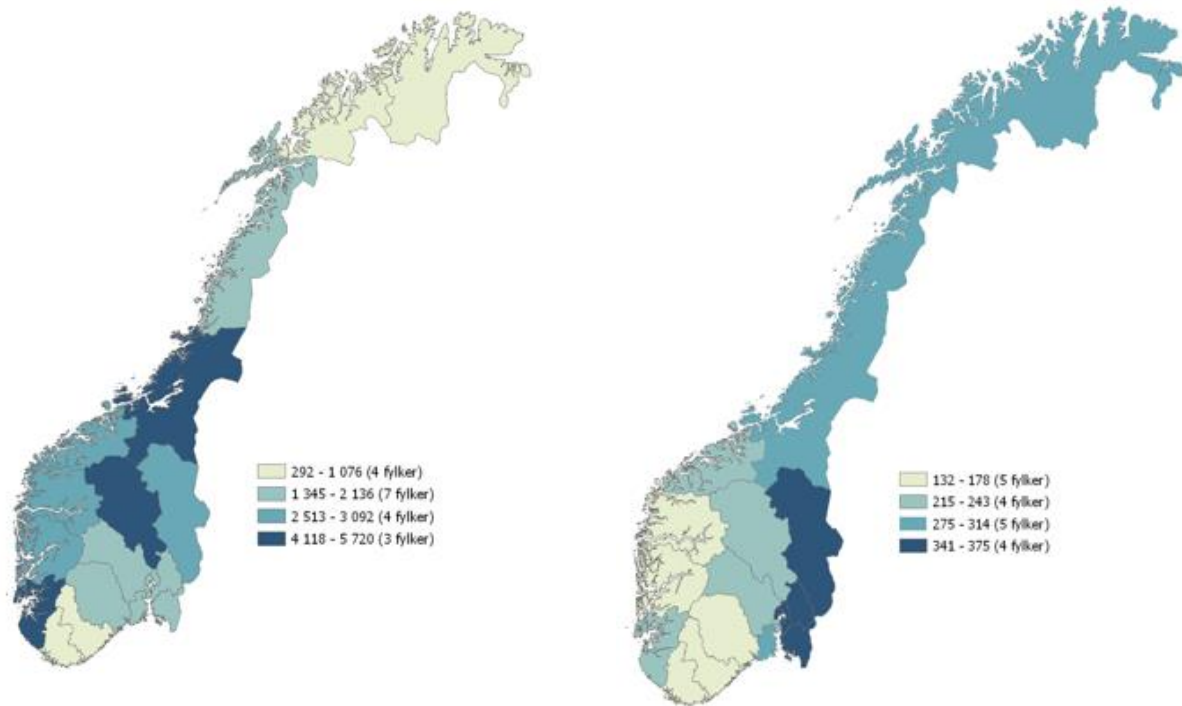 292 - 1 076 (4 fylker)
1 345 - 2 136 (7 fylker)
2 513 - 3 092 (4 fylker)
4 118 - 5 720 (3 fylker)
132 - 178 (5 fylker)
215 - 243 (4 fylker)
275 - 314 (5 fylker)
341 - 375 (4 fylker)